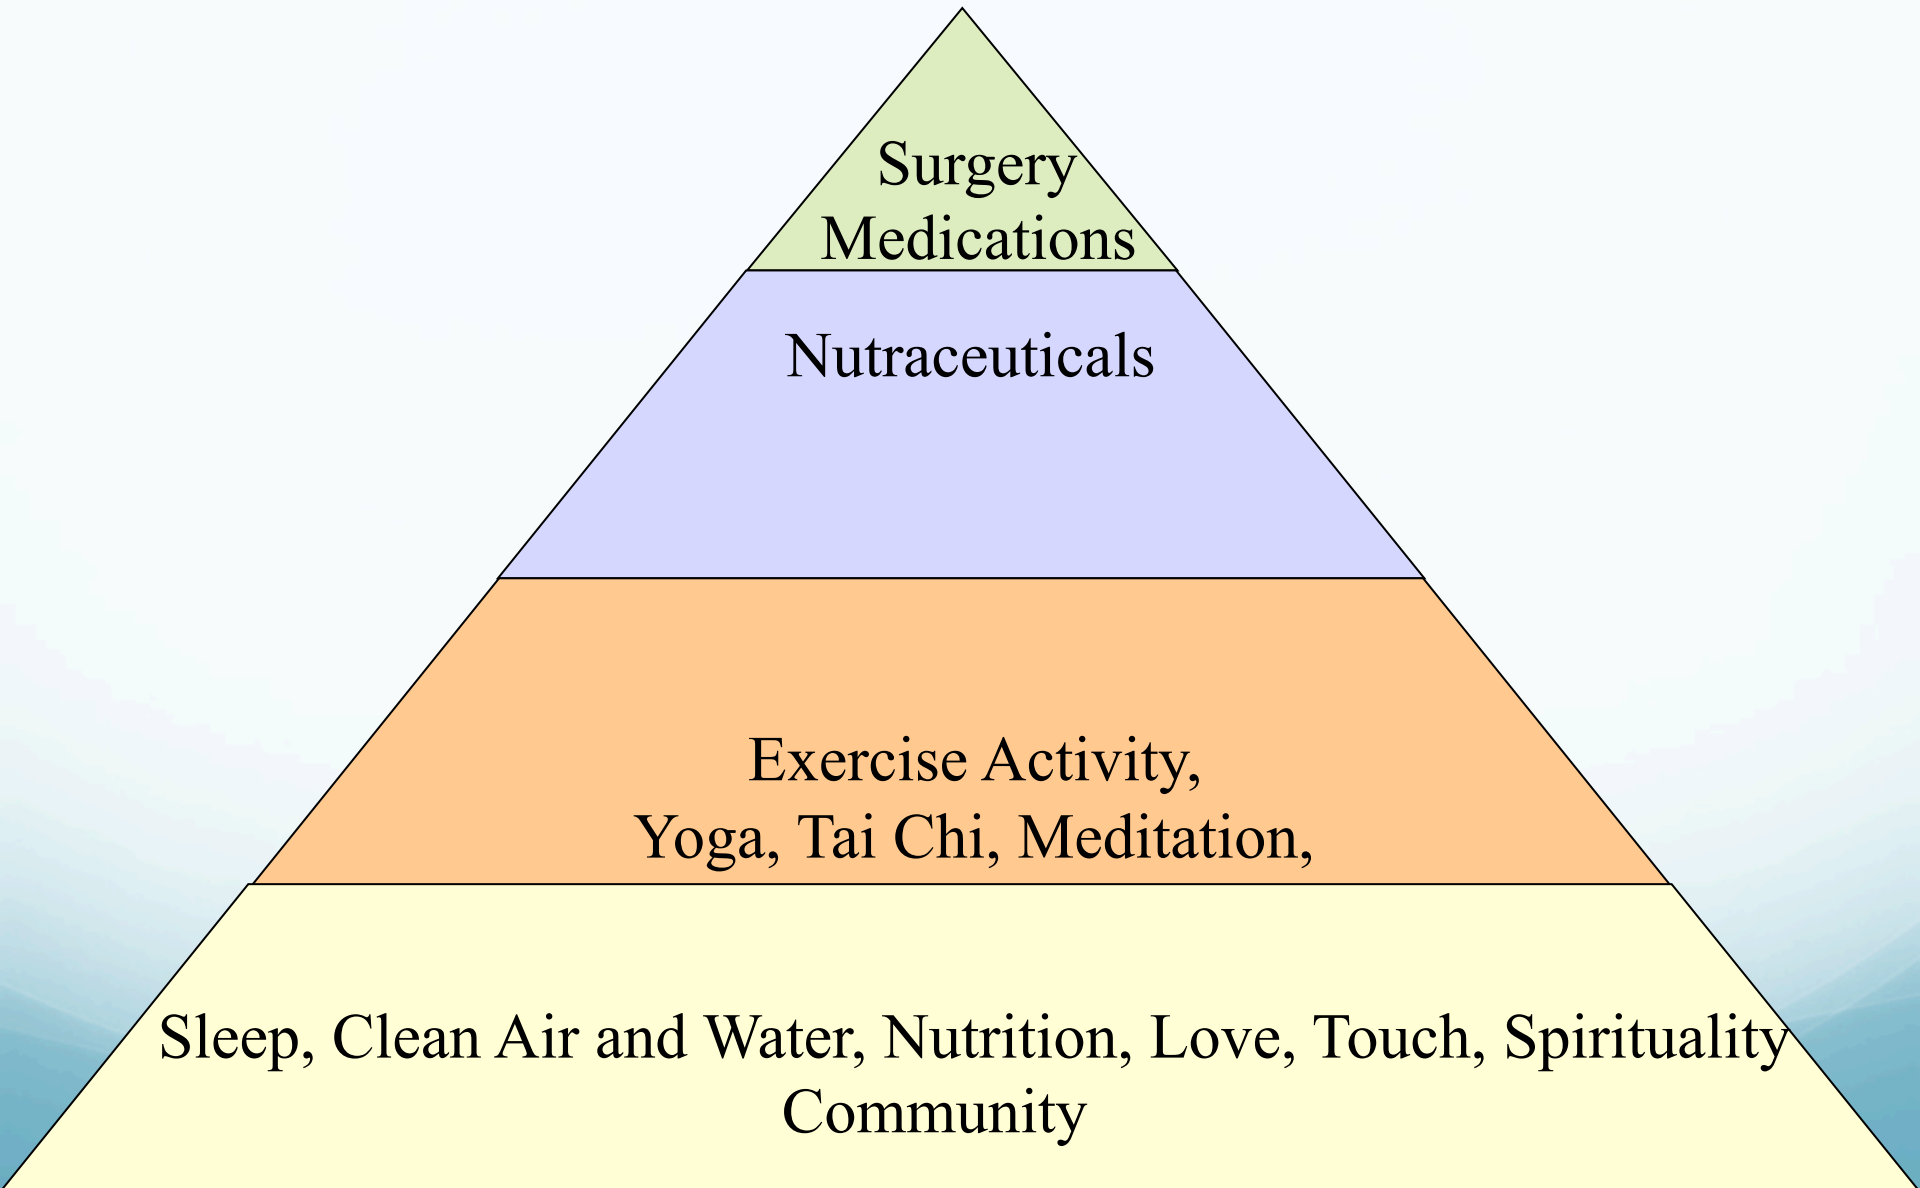 Surgery
Medications
Nutraceuticals
Exercise Activity,
Yoga, Tai Chi, Meditation,
Sleep, Clean Air and Water, Nutrition, Love, Touch, Spirituality
Community